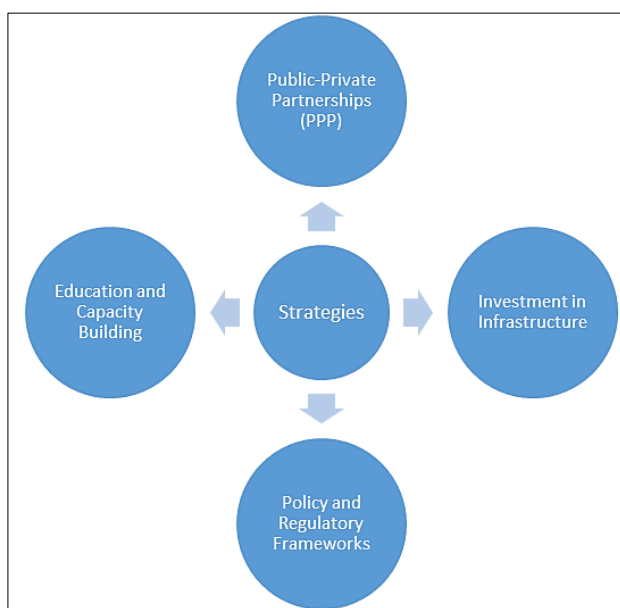 Public-Private
Partnerships
(PPP)
Education and
Capacity
Building
Strategies
Investment in
Infrastructure
Policy and
Regulatory
Frameworks